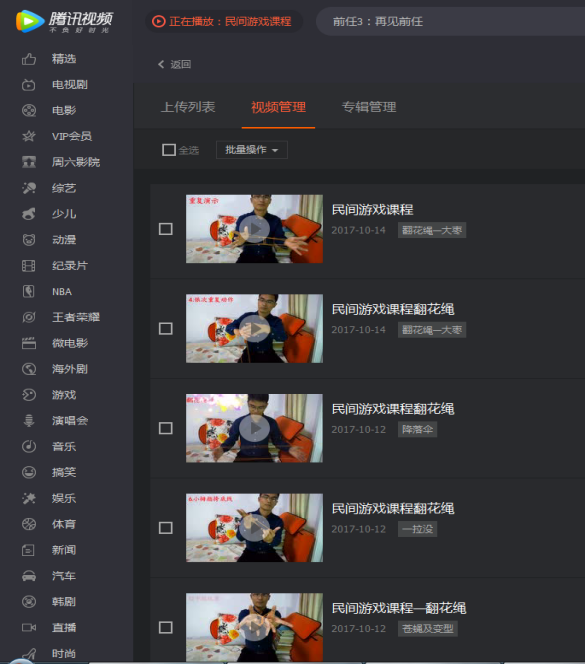 腾讯视频
不负好时光
正在播放：民间游戏课程
前任3：再见前任
返回
上传列表
视频管理
专辑管理
全选
批量操作
精选
电视剧
电影
VIP会员
周六影院
综艺
少儿
动漫
纪录片
NBA
王者荣耀
微电影
海外剧
游戏
演唱会
音乐
搞笑
娱乐
体育
新闻
汽车
韩剧
直播
时尚
重复演示
民间游戏课程
2017-10-14
翻花绳—大枣
4.依次重复动作
民间游戏课程翻花绳
2017-10-14
翻花绳—大枣
民间游戏课程翻花绳
2017-10-12
降落伞
民间游戏课程翻花绳
2017-10-12
一拉没
民间游戏课程—翻花绳
2017-10-12
苍蝇及变型